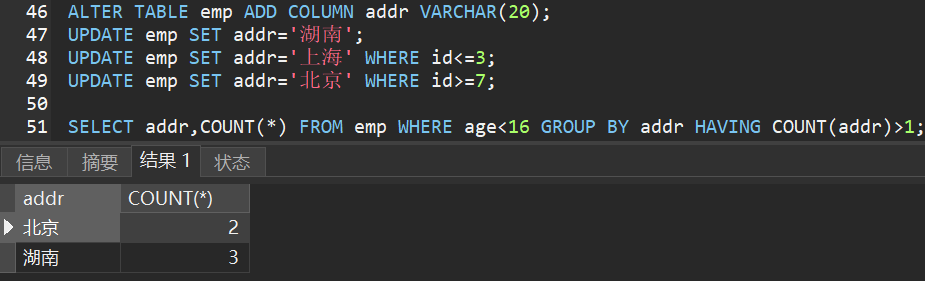 46 ALTER TABLE emp ADD COLUMN addr VARCHAR(20);
47 UPDATE emp SET addr='湖南';
48 UPDATE emp SET addr='上海' WHERE id<=3;
49 UPDATE emp SET addr='北京' WHERE id>=7;
50
51 SELECT addr,COUNT(*) FROM emp WHERE age<16 GROUP BY addr HAVING COUNT(addr)>1;
信息 摘要 结果 1 状态
addr COUNT(*)
北京 2
湖南 3